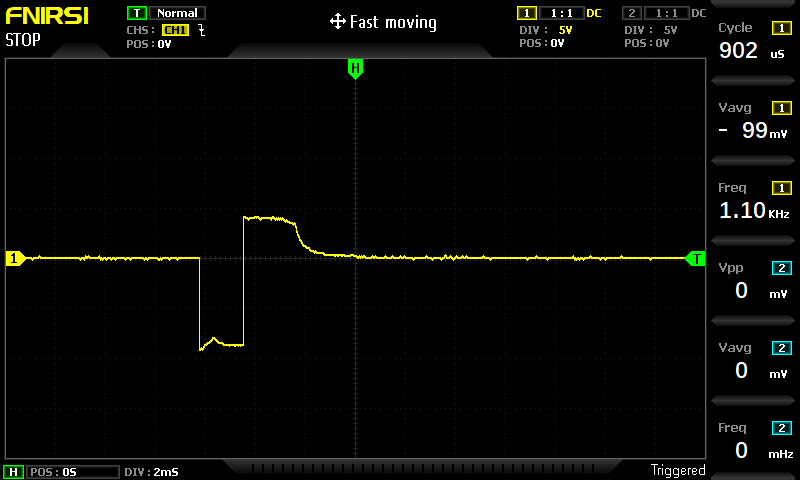 FNIRSI
STOP
T Normal
CHS: CH1
POS: 0V
Fast moving
1 1:1 DC
DIV: 5V
POS: 0V
2 1:1 DC
DIV: 5V
POS: 0V
H
1
T
Cycle 1
902 uS
Vavg 1
- 99 mV
Freq 1
1.10 KHz
Vpp 2
0 mV
Vavg 2
0 mV
Freq 2
0 mHz
H POS: 0S DIV: 2mS
Triggered